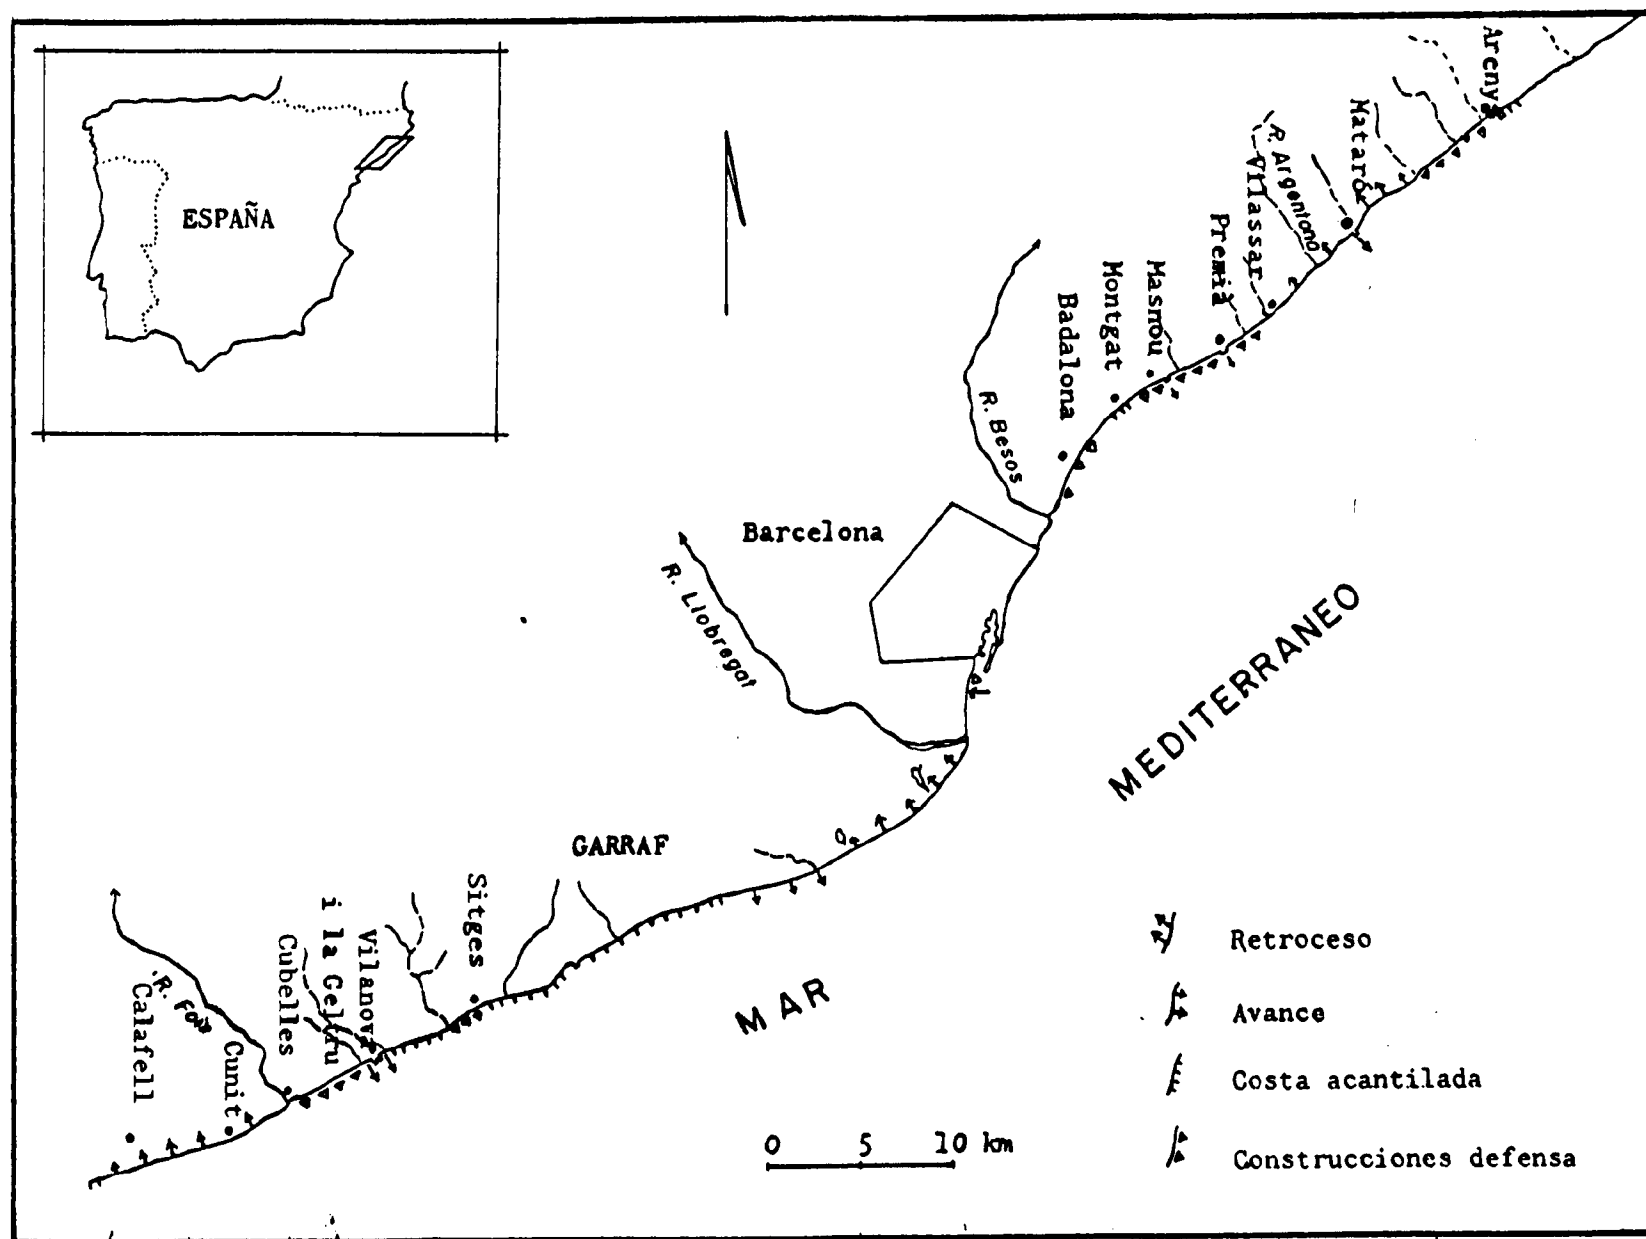 ESPAÑA
Arenys
Mataró
R. Argentona
Vilassar
Premià
Masnou
Montgat
Badalona
R. Besos
Barcelona
R. Llobregat
MAR MEDITERRANEO
GARRAF
Sitges
Vilanova
i la Geltru
Cubelles
R. Foix
Cunit
Calafell
Retroceso
Avance
Costa acantilada
Construcciones defensa
0 5 10 km